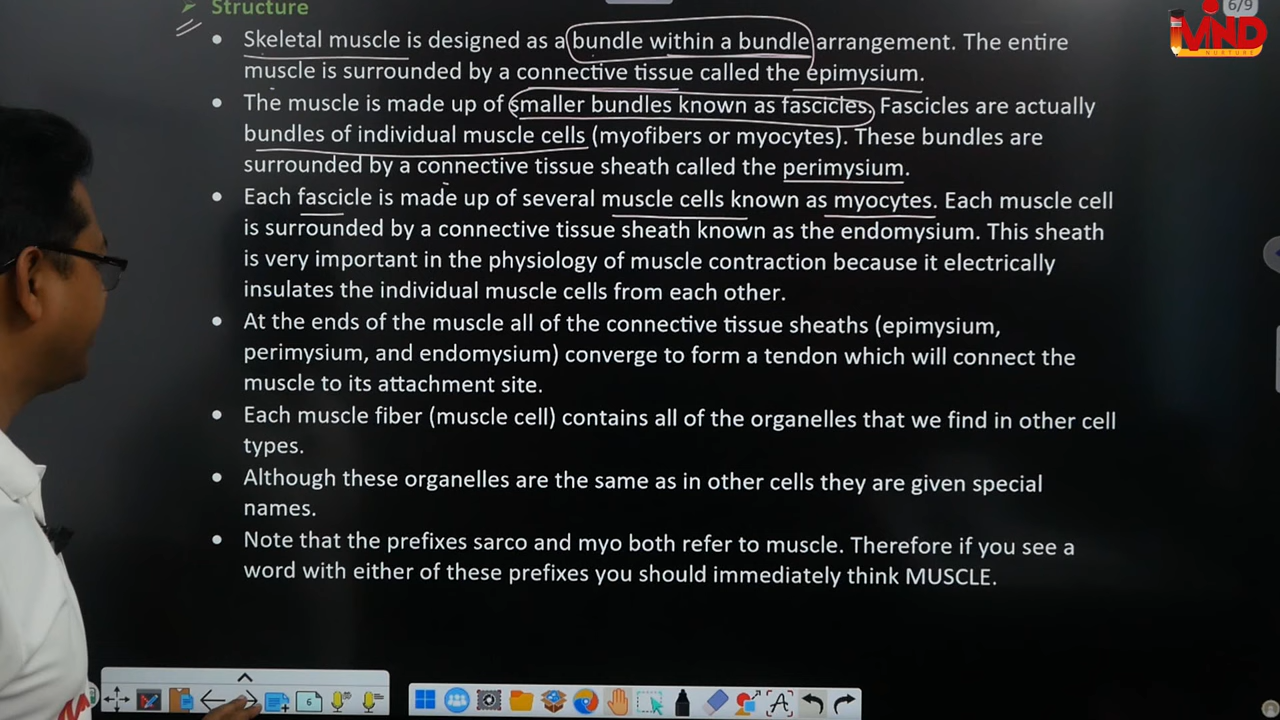 Structure
6/9
MIND
NURTURE
• Skeletal muscle is designed as a bundle within a bundle arrangement. The entire
muscle is surrounded by a connective tissue called the epimysium.
• The muscle is made up of smaller bundles known as fascicles. Fascicles are actually
bundles of individual muscle cells (myofibers or myocytes). These bundles are
surrounded by a connective tissue sheath called the perimysium.
• Each fascicle is made up of several muscle cells known as myocytes. Each muscle cell
is surrounded by a connective tissue sheath known as the endomysium. This sheath
is very important in the physiology of muscle contraction because it electrically
insulates the individual muscle cells from each other.
• At the ends of the muscle all of the connective tissue sheaths (epimysium,
perimysium, and endomysium) converge to form a tendon which will connect the
muscle to its attachment site.
• Each muscle fiber (muscle cell) contains all of the organelles that we find in other cell
types.
• Although these organelles are the same as in other cells they are given special
names.
• Note that the prefixes sarco and myo both refer to muscle. Therefore if you see a
word with either of these prefixes you should immediately think MUSCLE.
6